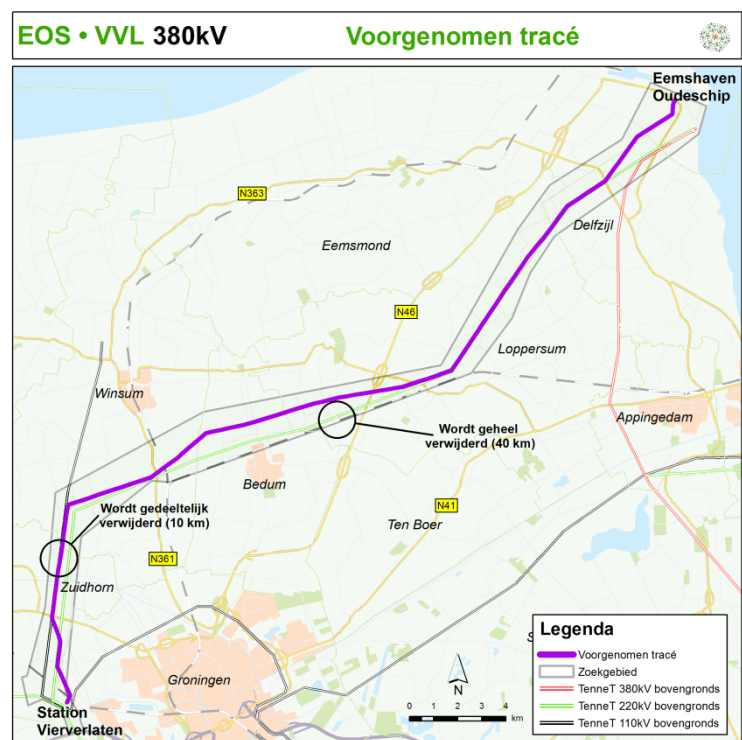 EOS • VVL 380kV Voorgenomen tracé
Eemshaven
Oudeschip
N363
Eemsmond
Delfzijl
N46
Loppersum
Winsum
Appingedam
Wordt geheel
verwijderd (40 km)
Bedum
Wordt gedeeltelijk
verwijderd (10 km)
N41
Ten Boer
N361
Zuidhorn
S
Groningen
N
0 1 2 3 4
km
Station
Vierverlaten
Legenda
Voorgenomen tracé
Zoekgebied
TenneT 380kV bovengronds
TenneT 220kV bovengronds
TenneT 110kV bovengronds